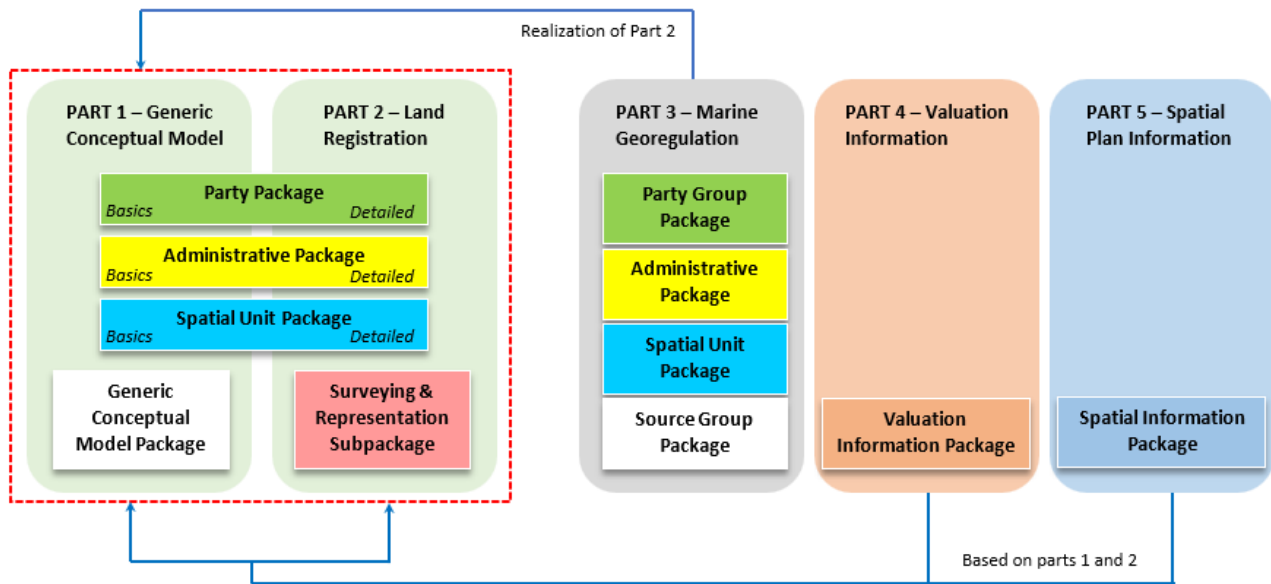 Realization of Part 2
PART 1 – Generic
Conceptual Model
PART 2 – Land
Registration
Party Package
Basics
Detailed
Administrative Package
Basics
Detailed
Spatial Unit Package
Basics
Detailed
Generic
Conceptual
Model Package
Surveying &
Representation
Subpackage
PART 3 – Marine
Georegulation
Party Group
Package
Administrative
Package
Spatial Unit
Package
Source Group
Package
PART 4 – Valuation
Information
Valuation
Information Package
PART 5 – Spatial
Plan Information
Spatial Information
Package
Based on parts 1 and 2